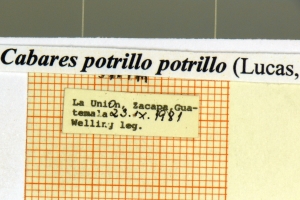 Cabares potrillo potrillo (Lucas,
La Unión, Zacapa,Gua-
temala 23.IX.1981
Welling leg.